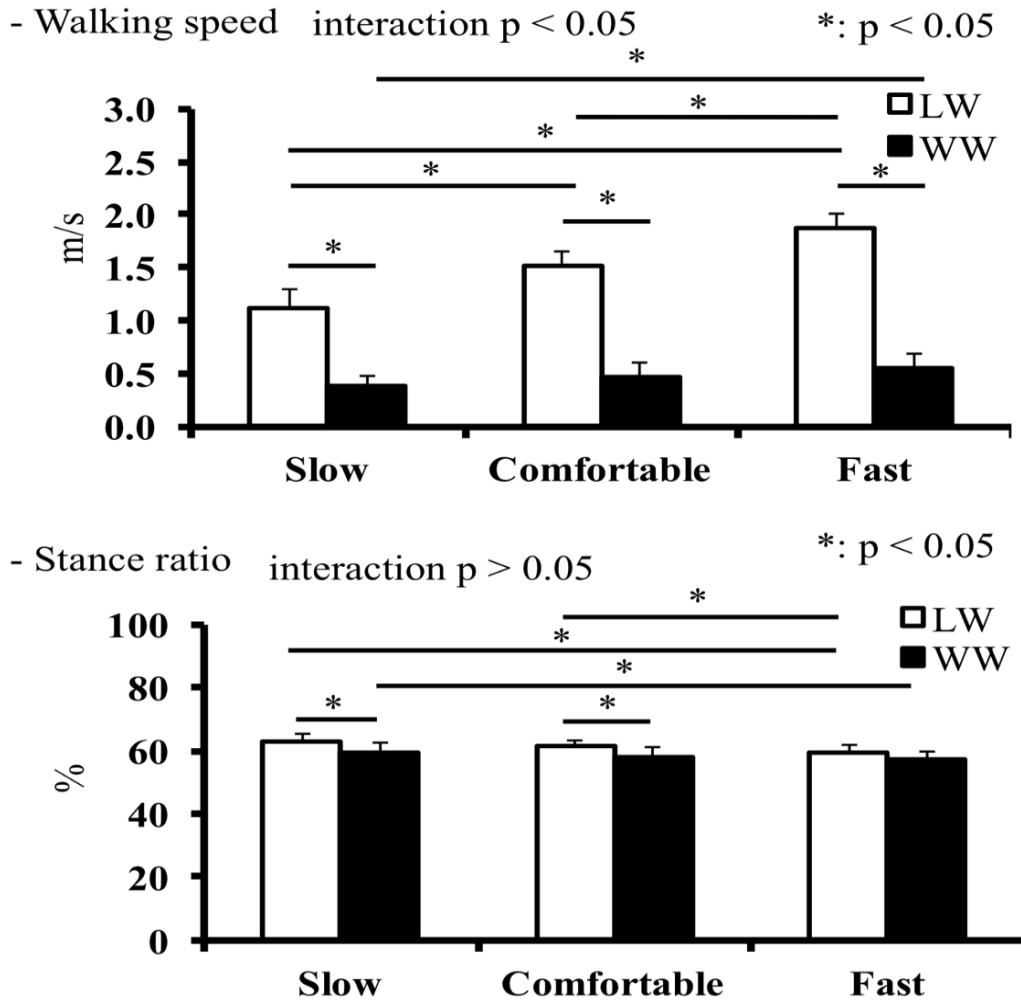 - Walking speed interaction p < 0.05 *: p < 0.05
*
*
*
*
*
*
*
3.0
2.5
2.0
1.5
1.0
0.5
0.0
m/s
LW
WW
Slow Comfortable Fast
- Stance ratio interaction p > 0.05 *: p < 0.05
*
*
*
*
*
100
80
60
40
20
0
%
LW
WW
Slow Comfortable Fast